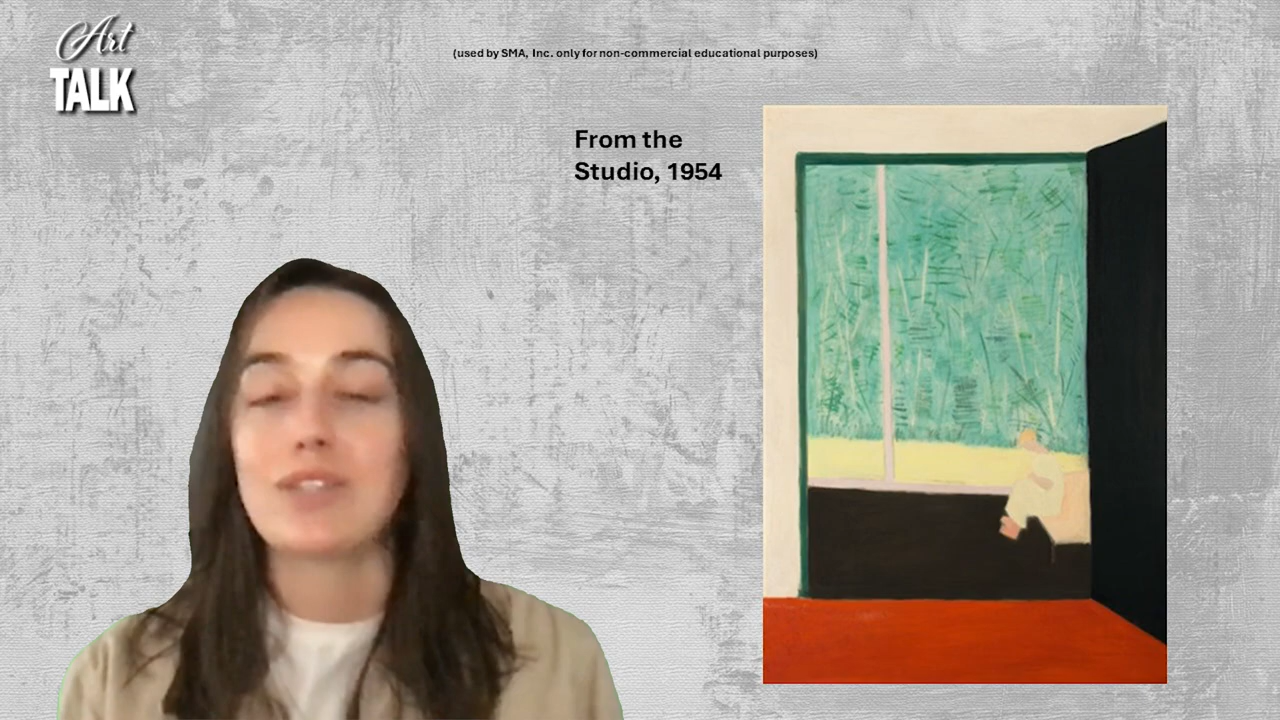 Art
TALK
(used by SMA, Inc. only for non-commercial educational purposes)
From the
Studio, 1954